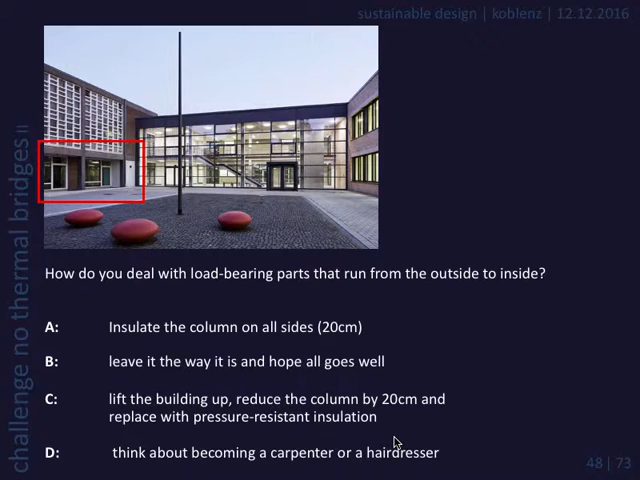 sustainable design | koblenz | 12.12.2016
challenge no thermal bridges II
How do you deal with load-bearing parts that run from the outside to inside?
A: Insulate the column on all sides (20cm)
B: leave it the way it is and hope all goes well
C: lift the building up, reduce the column by 20cm and
replace with pressure-resistant insulation
D: think about becoming a carpenter or a hairdresser
48 | 73